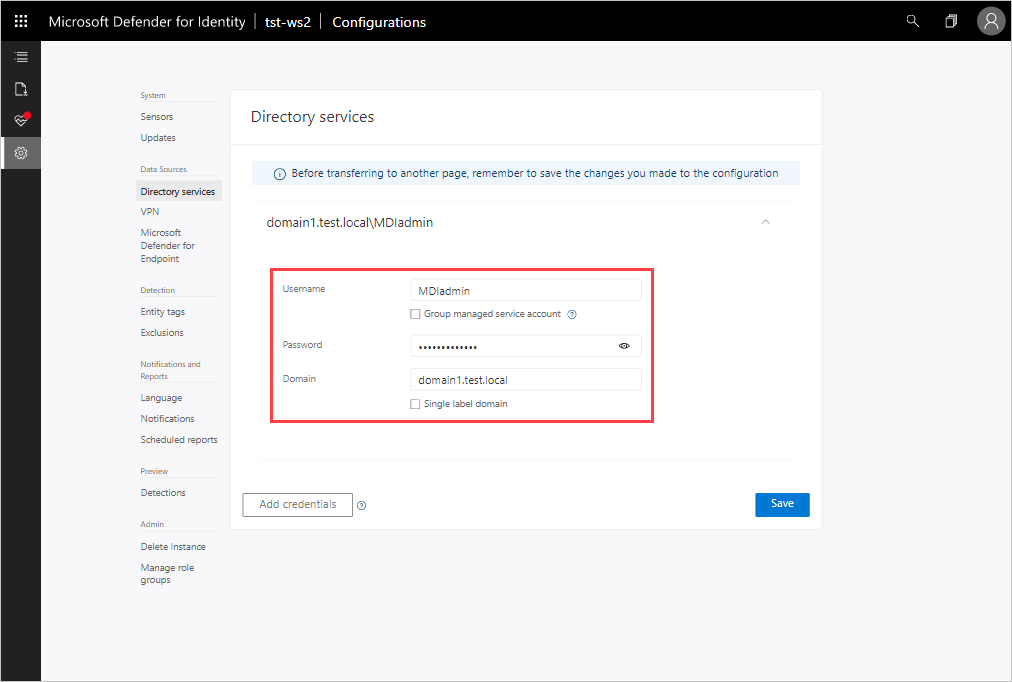 Microsoft Defender for Identity | tst-ws2 | Configurations
System
Sensors
Updates
Data Sources
Directory services
VPN
Microsoft
Defender for
Endpoint
Detection
Entity tags
Exclusions
Notifications and
Reports
Language
Notifications
Scheduled reports
Preview
Detections
Admin
Delete Instance
Manage role
groups
Directory services
Before transferring to another page, remember to save the changes you made to the configuration
domain1.test.local\MDIadmin
Username
MDIadmin
Group managed service account
Password
•••••••••••••
Domain
domain1.test.local
Single label domain
Add credentials
Save